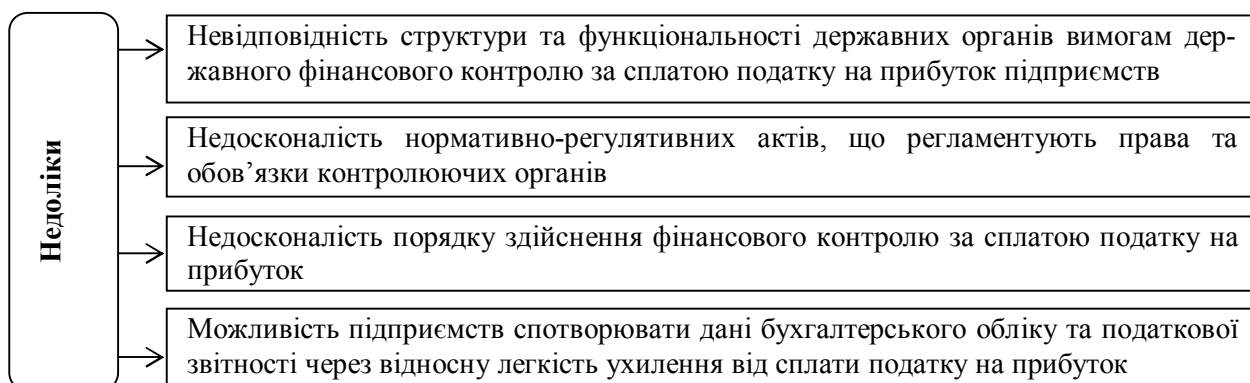 Недоліки
Невідповідність структури та функціональності державних органів вимогам дер-
жавного фінансового контролю за сплатою податку на прибуток підприємств
Недосконалість нормативно-регулятивних актів, що регламентують права та
обов’язки контролюючих органів
Недосконалість порядку здійснення фінансового контролю за сплатою податку на
прибуток
Можливість підприємств спотворювати дані бухгалтерського обліку та податкової
звітності через відносну легкість ухилення від сплати податку на прибуток